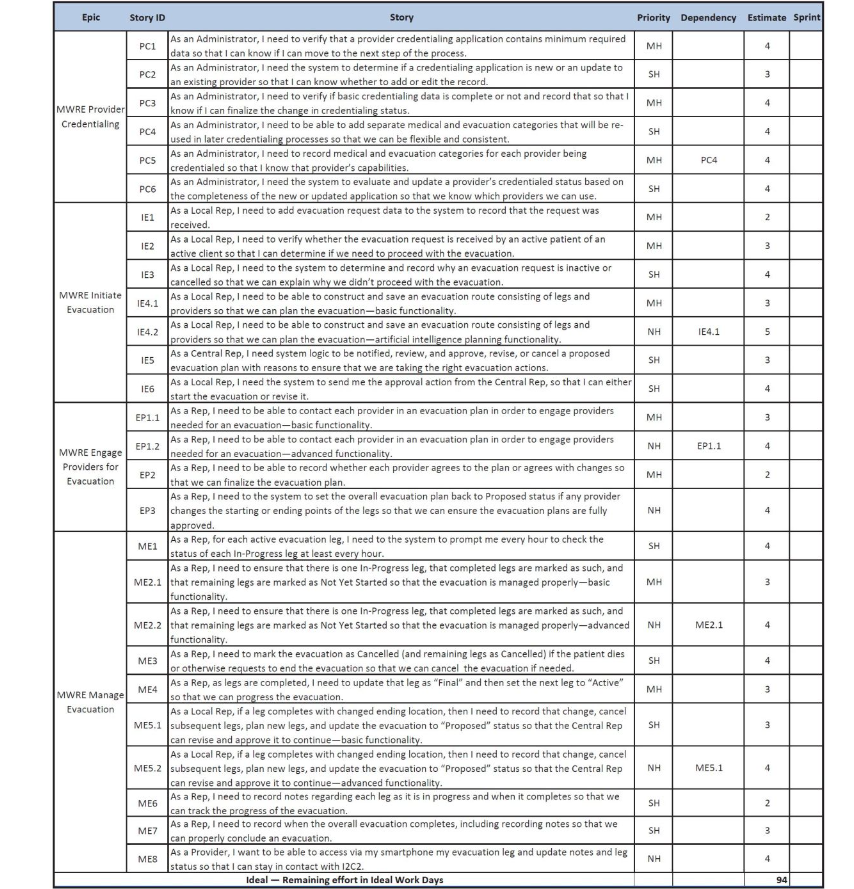 Epic Story ID Story Priority Dependency Estimate Sprint
MWRE Provider
Credentialing
PC1 As an Administrator, I need to verify that a provider credentialing application contains minimum required
data so that I can know if I can move to the next step of the process. MH 4
PC2 As an Administrator, I need the system to determine if a credentialing application is new or an update to
an existing provider so that I can know whether to add or edit the record. SH 3
PC3 As an Administrator, I need to verify if basic credentialing data is complete or not and record that so that I
know if I can finalize the change in credentialing status. MH 4
PC4 As an Administrator, I need to be able to add separate medical and evacuation categories that will be re-
used in later credentialing processes so that we can be flexible and consistent. SH 4
PC5 As an Administrator, I need to record medical and evacuation categories for each provider being
credentialed so that I know that provider's capabilities. MH PC4 4
PC6 As an Administrator, I need the system to evaluate and update a provider's credentialed status based on
the completeness of the new or updated application so that we know which providers we can use. SH 4
MWRE Initiate
Evacuation
IE1 As a Local Rep, I need to add evacuation request data to the system to record that the request was
received. MH 2
IE2 As a Local Rep, I need to verify whether the evacuation request is received by an active patient of an
active client so that I can determine if we need to proceed with the evacuation. MH 3
IE3 As a Local Rep, I need to the system to determine and record why an evacuation request is inactive or
cancelled so that we can explain why we didn't proceed with the evacuation. SH 4
IE4.1 As a Local Rep, I need to be able to construct and save an evacuation route consisting of legs and
providers so that we can plan the evacuation—basic functionality. MH 3
IE4.2 As a Local Rep, I need to be able to construct and save an evacuation route consisting of legs and
providers so that we can plan the evacuation—artificial intelligence planning functionality. NH IE4.1 5
IE5 As a Central Rep, I need system logic to be notified, review, and approve, revise, or cancel a proposed
evacuation plan with reasons to ensure that we are taking the right evacuation actions. SH 3
IE6 As a Local Rep, I need the system to send me the approval action from the Central Rep, so that I can either
start the evacuation or revise it. SH 4
MWRE Engage
Providers for
Evacuation
EP1.1 As a Rep, I need to be able to contact each provider in an evacuation plan in order to engage providers
needed for an evacuation—basic functionality. MH 3
EP1.2 As a Rep, I need to be able to contact each provider in an evacuation plan in order to engage providers
needed for an evacuation—advanced functionality. NH EP1.1 4
EP2 As a Rep, I need to be able to record whether each provider agrees to the plan or agrees with changes so
that we can finalize the evacuation plan. MH 2
EP3 As a Rep, I need to the system to set the overall evacuation plan back to Proposed status if any provider
changes the starting or ending points of the legs so that we can ensure the evacuation plans are fully
approved. NH 4
MWRE Manage
Evacuation
ME1 As a Rep, for each active evacuation leg, I need to the system to prompt me every hour to check the
status of each In-Progress leg at least every hour. SH 4
ME2.1 As a Rep, I need to ensure that there is one In-Progress leg, that completed legs are marked as such, and
that remaining legs are marked as Not Yet Started so that the evacuation is managed properly—basic
functionality. MH 3
ME2.2 As a Rep, I need to ensure that there is one In-Progress leg, that completed legs are marked as such, and
that remaining legs are marked as Not Yet Started so that the evacuation is managed properly—advanced
functionality. NH ME2.1 4
ME3 As a Rep, I need to mark the evacuation as Cancelled (and remaining legs as Cancelled) if the patient dies
or otherwise requests to end the evacuation so that we can cancel the evacuation if needed. SH 4
ME4 As a Rep, as legs are completed, I need to update that leg as "Final" and then set the next leg to "Active"
so that we can progress the evacuation. MH 3
ME5.1 As a Local Rep, if a leg completes with changed ending location, then I need to record that change, cancel
subsequent legs, plan new legs, and update the evacuation to "Proposed" status so that the Central Rep
can revise and approve it to continue—basic functionality. SH 3
ME5.2 As a Local Rep, if a leg completes with changed ending location, then I need to record that change, cancel
subsequent legs, plan new legs, and update the evacuation to "Proposed" status so that the Central Rep
can revise and approve it to continue—advanced functionality. NH ME5.1 4
ME6 As a Rep, I need to record notes regarding each leg as it is in progress and when it completes so that we
can track the progress of the evacuation. SH 2
ME7 As a Rep, I need to record when the overall evacuation completes, including recording notes so that we
can properly conclude an evacuation. SH 3
ME8 As a Provider, I want to be able to access via my smartphone my evacuation leg and update notes and leg
status so that I can stay in contact with I2C2. NH 4
Ideal — Remaining effort in Ideal Work Days 94